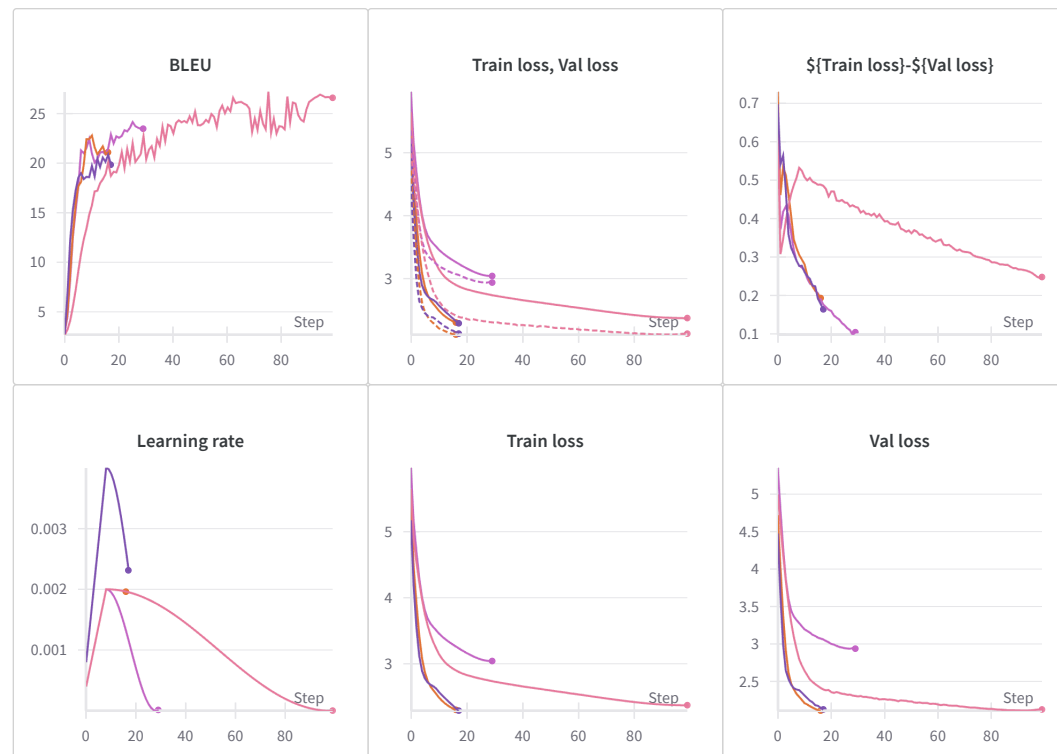 BLEU
25
20
15
10
5
Step
0 20 40 60 80
Train loss, Val loss
5
4
3
Step
0 20 40 60 80
${Train loss}-${Val loss}
0.7
0.6
0.5
0.4
0.3
0.2
0.1
Step
0 20 40 60 80
Learning rate
0.003
0.002
0.001
Step
0 20 40 60 80
Train loss
5
4
3
Step
0 20 40 60 80
Val loss
5
4.5
4
3.5
3
2.5
Step
0 20 40 60 80